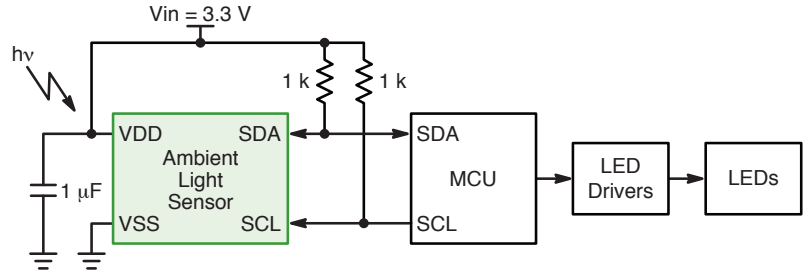 Vin = 3.3 V
hν
1 k
1 k
VDD
SDA
SDA
Ambient
Light
Sensor
MCU
LED
Drivers
LEDs
1 µF
VSS
SCL
SCL